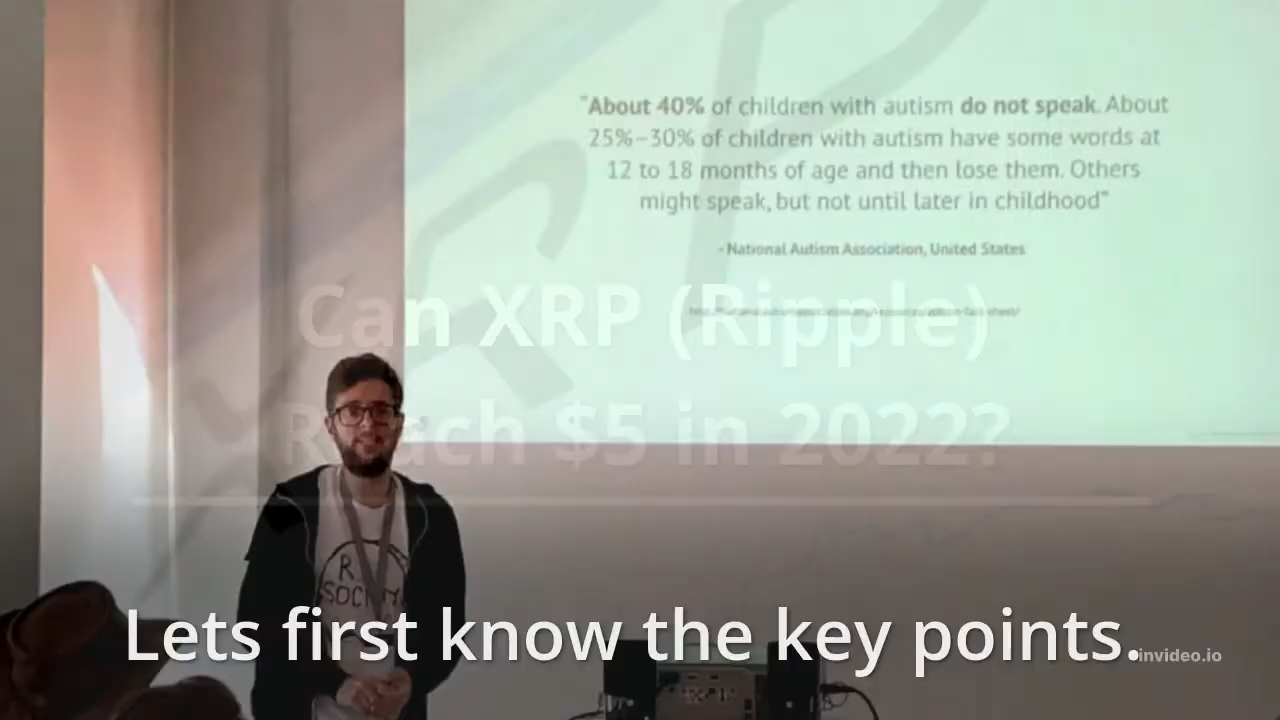 "About 40% of children with autism do not speak. About
25%–30% of children with autism have some words at
12 to 18 months of age and then lose them. Others
might speak, but not until later in childhood"
- National Autism Association, United States
Can XRP (Ripple)
Reach $5 in 2022?
SOCIETY
Lets first know the key points.
invideo.io